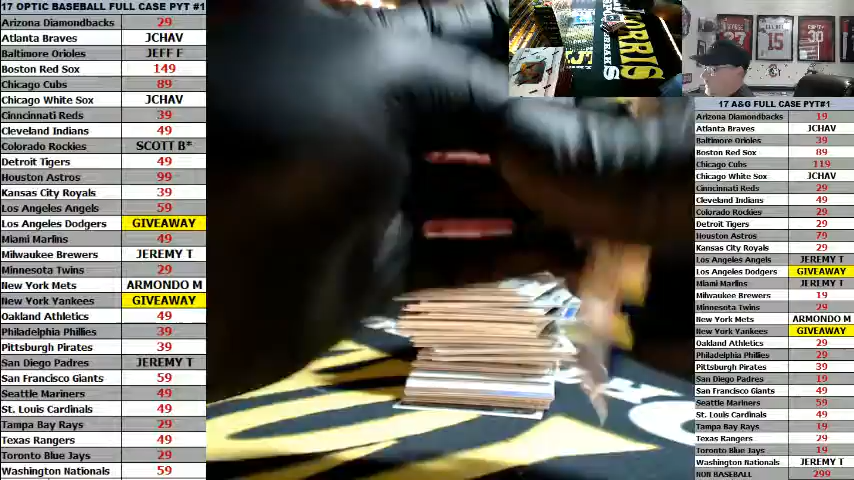 17 OPTIC BASEBALL FULL CASE PYT #1
Arizona Diamondbacks 29
Atlanta Braves JCHAV
Baltimore Orioles JEFF F
Boston Red Sox 149
Chicago Cubs 89
Chicago White Sox JCHAV
Cinncinnati Reds 39
Cleveland Indians 49
Colorado Rockies SCOTT B*
Detroit Tigers 49
Houston Astros 99
Kansas City Royals 39
Los Angeles Angels 59
Los Angeles Dodgers GIVEAWAY
Miami Marlins 49
Milwaukee Brewers JEREMY T
Minnesota Twins 29
New York Mets ARMONDO M
New York Yankees GIVEAWAY
Oakland Athletics 49
Philadelphia Phillies 39
Pittsburgh Pirates 39
San Diego Padres JEREMY T
San Francisco Giants 59
Seattle Mariners 49
St. Louis Cardinals 49
Tampa Bay Rays 29
Texas Rangers 49
Toronto Blue Jays 29
Washington Nationals 59
15
30
17 A&G FULL CASE PYT#1
Arizona Diamondbacks 19
Atlanta Braves JCHAV
Baltimore Orioles 39
Boston Red Sox 89
Chicago Cubs 119
Chicago White Sox JCHAV
Cinncinnati Reds 29
Cleveland Indians 49
Colorado Rockies 29
Detroit Tigers 29
Houston Astros 79
Kansas City Royals 29
Los Angeles Angels JEREMY T
Los Angeles Dodgers GIVEAWAY
Miami Marlins JEREMY T
Milwaukee Brewers 19
Minnesota Twins 29
New York Mets ARMONDO M
New York Yankees GIVEAWAY
Oakland Athletics 29
Philadelphia Phillies 29
Pittsburgh Pirates 39
San Diego Padres 19
San Francisco Giants 49
Seattle Mariners 59
St. Louis Cardinals 49
Tampa Bay Rays 19
Texas Rangers 29
Toronto Blue Jays 19
Washington Nationals JEREMY T
NON BASEBALL 299